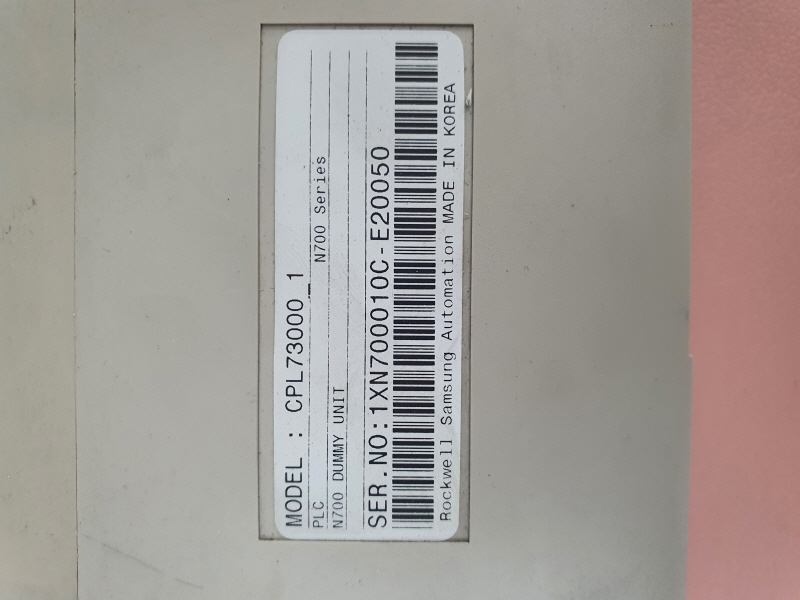 MODEL : CPL73000_1
PLC N700 Series
N700 DUMMY UNIT
SER.NO:1XN700010C-E20050
Rockwell Samsung Automation MADE IN KOREA